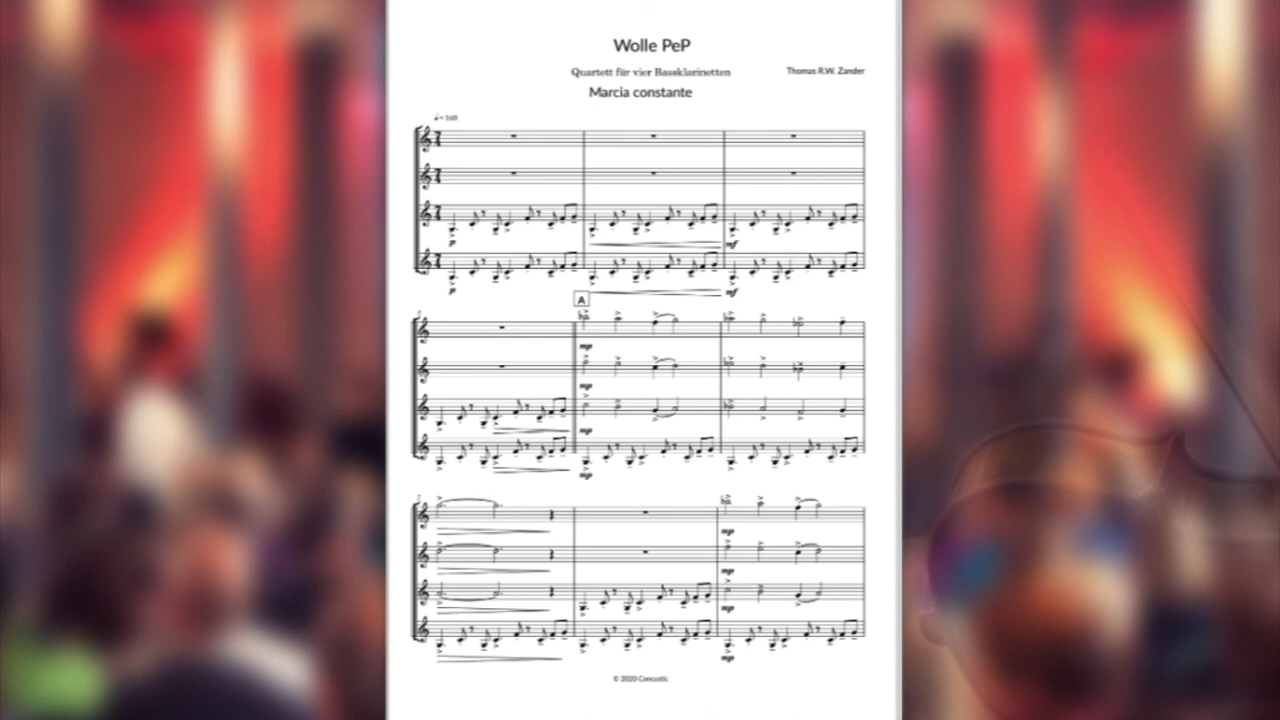 Wolle PeP
Quartett für vier Bassklarinetten
Thomas R.W. Zander
Marcia constante
♩ = 160
p
mf
p
mf
A
mp
mp
mp
mp
mp
mp
mp
mp
© 2020 Concustic